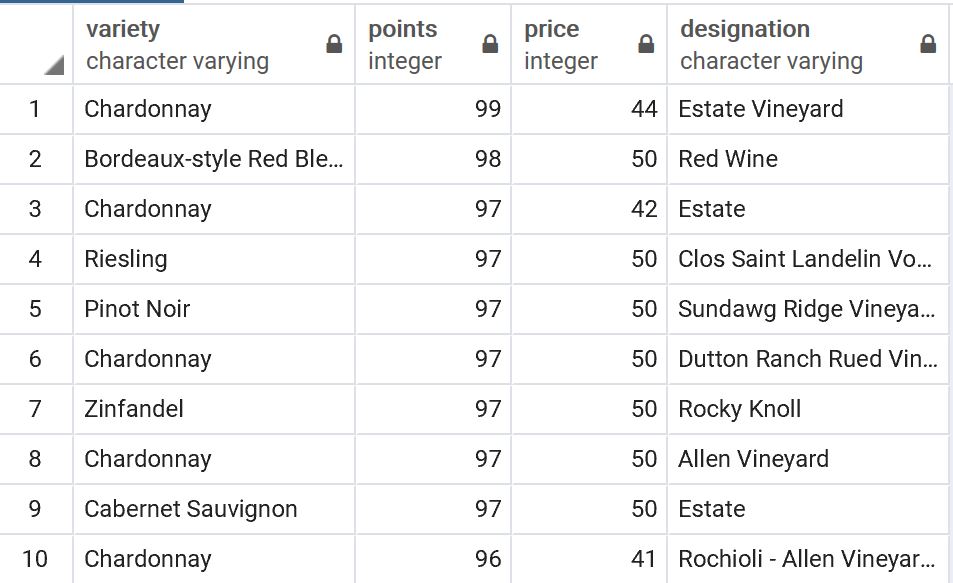 variety points price designation
character varying integer integer character varying
1 Chardonnay 99 44 Estate Vineyard
2 Bordeaux-style Red Ble... 98 50 Red Wine
3 Chardonnay 97 42 Estate
4 Riesling 97 50 Clos Saint Landelin Vo...
5 Pinot Noir 97 50 Sundawg Ridge Vineya...
6 Chardonnay 97 50 Dutton Ranch Rued Vin...
7 Zinfandel 97 50 Rocky Knoll
8 Chardonnay 97 50 Allen Vineyard
9 Cabernet Sauvignon 97 50 Estate
10 Chardonnay 96 41 Rochioli - Allen Vineyar...